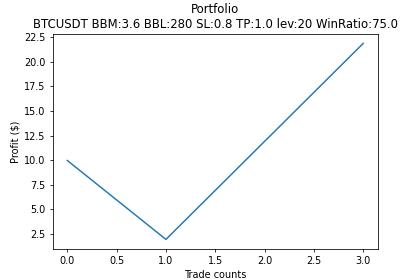 Portfolio
BTCUSDT BBM:3.6 BBL:280 SL:0.8 TP:1.0 lev:20 WinRatio:75.0
22.5
20.0
17.5
15.0
12.5
10.0
7.5
5.0
2.5
Profit ($)
0.0 0.5 1.0 1.5 2.0 2.5 3.0
Trade counts